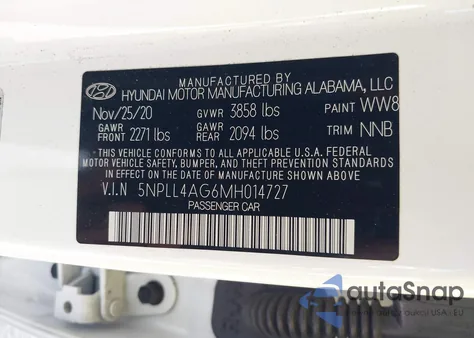 MANUFACTURED BY
HYUNDAI MOTOR MANUFACTURING ALABAMA, LLC
Nov/25/20 GVWR 3858 lbs PAINT WW8
GAWR FRONT 2271 lbs GAWR REAR 2094 lbs TRIM NNB
THIS VEHICLE CONFORMS TO ALL APPLICABLE U.S.A. FEDERAL
MOTOR VEHICLE SAFETY, BUMPER, AND THEFT PREVENTION STANDARDS
IN EFFECT ON THE DATE OF MANUFACTURE SHOWN ABOVE.
V.I.N 5NPLL4AG6MH014727
PASSENGER CAR
autoSnap
USA i EU